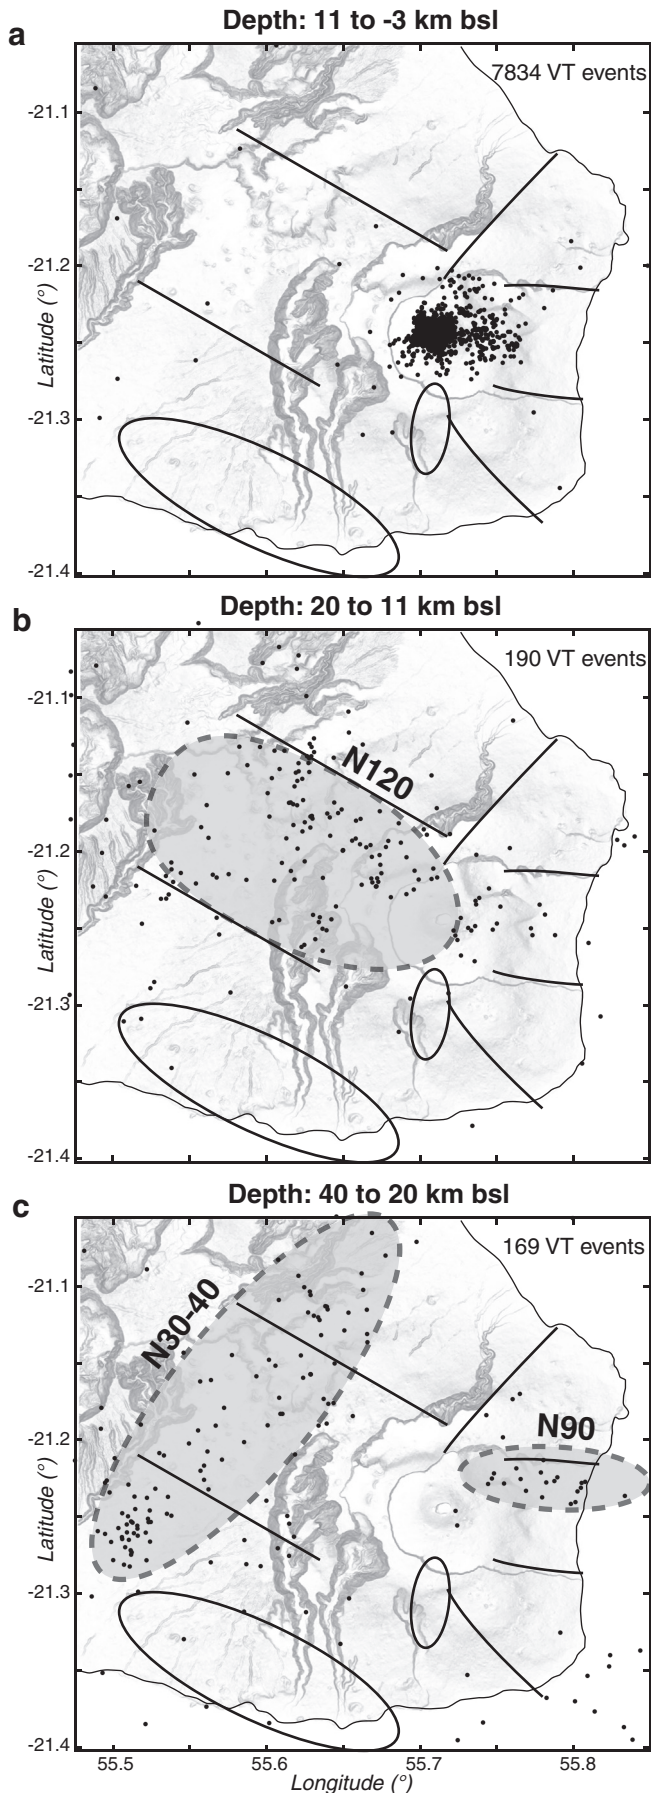 a
Depth: 11 to -3 km bsl
7834 VT events
-21.1
-21.2
-21.3
-21.4
Latitude (°)
b
Depth: 20 to 11 km bsl
190 VT events
N120
-21.1
-21.2
-21.3
-21.4
Latitude (°)
c
Depth: 40 to 20 km bsl
169 VT events
N30-40
N90
-21.1
-21.2
-21.3
-21.4
Latitude (°)
55.5
55.6
55.7
55.8
Longitude (°)